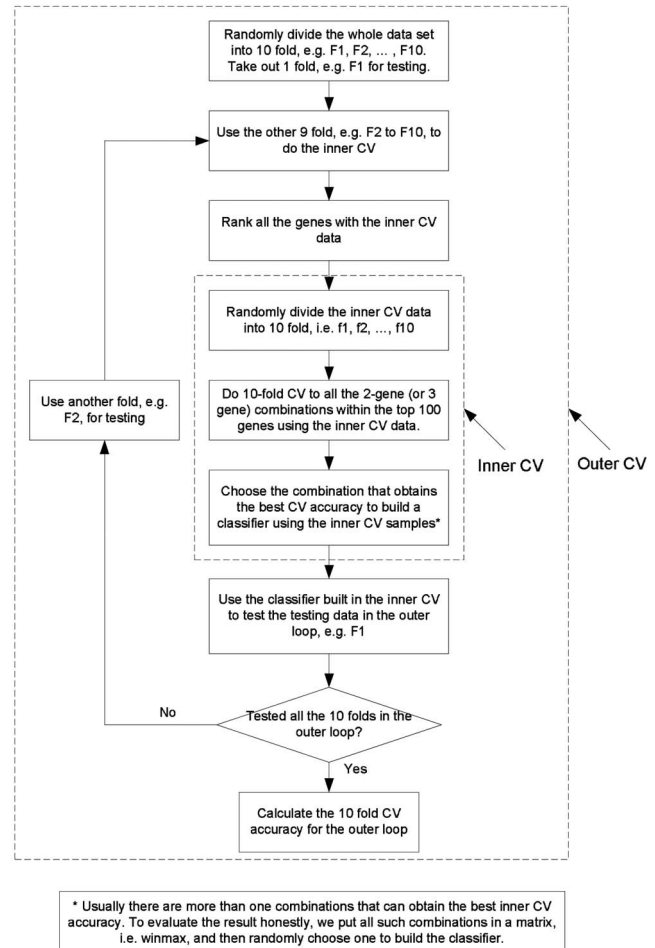 Randomly divide the whole data set
into 10 fold, e.g. F1, F2, ... , F10.
Take out 1 fold, e.g. F1 for testing.
Use the other 9 fold, e.g. F2 to F10, to
do the inner CV
Rank all the genes with the inner CV
data
Randomly divide the inner CV data
into 10 fold, i.e. f1, f2, ..., f10
Use another fold, e.g.
F2, for testing
Do 10-fold CV to all the 2-gene (or 3
gene) combinations within the top 100
genes using the inner CV data.
Inner CV
Outer CV
Choose the combination that obtains
the best CV accuracy to build a
classifier using the inner CV samples*
Use the classifier built in the inner CV
to test the testing data in the outer
loop, e.g. F1
No
Tested all the 10 folds in the
outer loop?
Yes
Calculate the 10 fold CV
accuracy for the outer loop
* Usually there are more than one combinations that can obtain the best inner CV
accuracy. To evaluate the result honestly, we put all such combinations in a matrix,
i.e. winmax, and then randomly choose one to build the classifier.